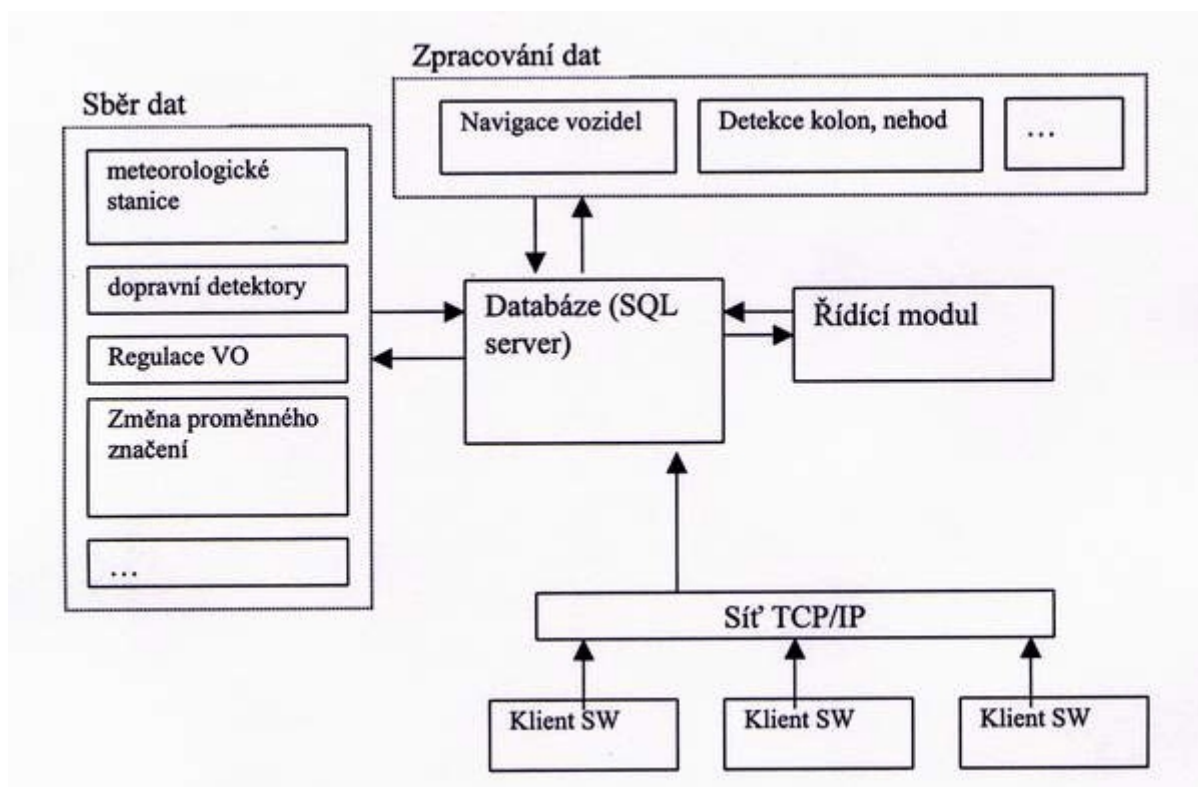 Zpracování dat
Navigace vozidel
Detekce kolon, nehod
...
Sběr dat
meteorologické
stanice
dopravní detektory
Regulace VO
Změna proměnného
značení
...
Databáze (SQL
server)
Řídící modul
Síť TCP/IP
Klient SW
Klient SW
Klient SW